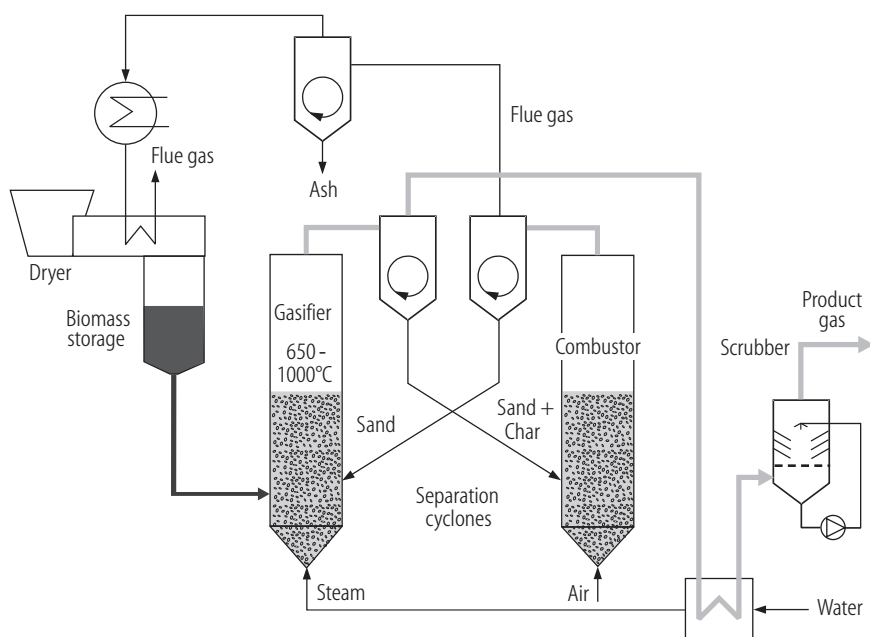 Flue gas
Flue gas
Ash
Dryer
Biomass
storage
Gasifier
650 -
1000°C
Combustor
Product
gas
Scrubber
Sand
Sand +
Char
Separation
cyclones
Steam
Air
Water